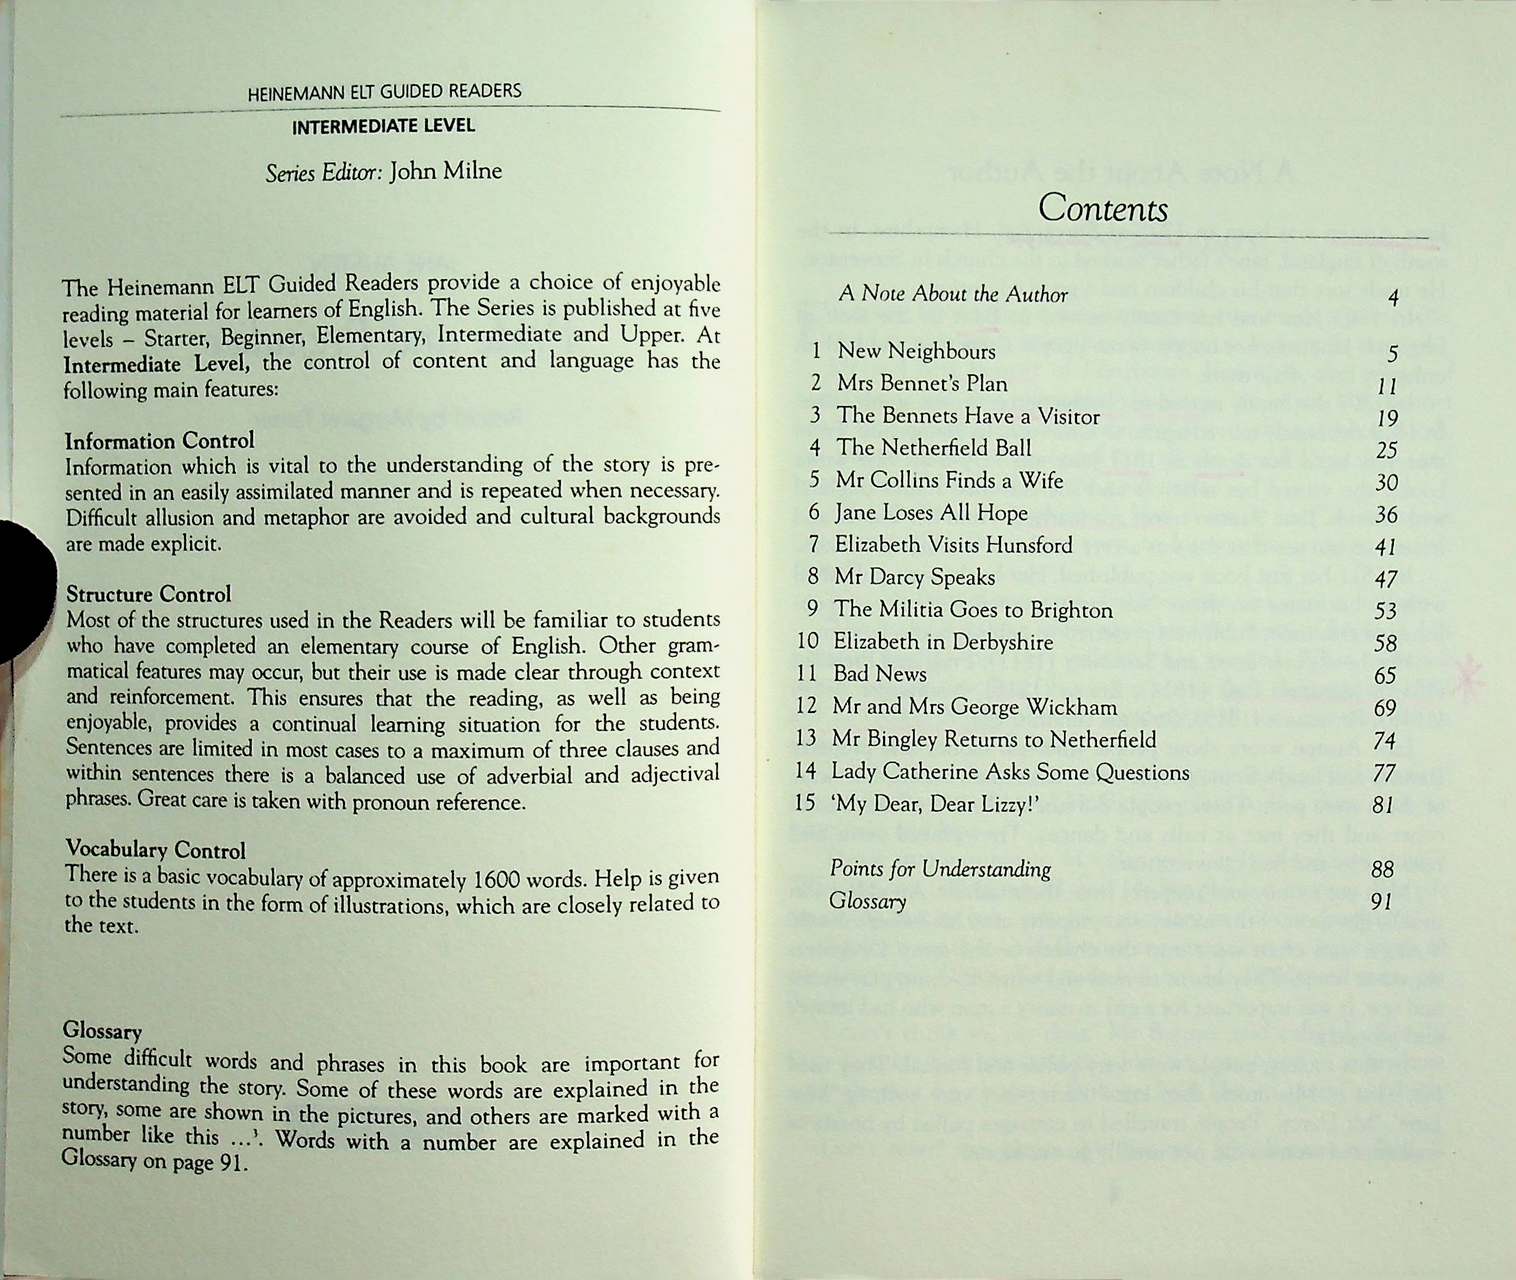 HEINEMANN ELT GUIDED READERS
INTERMEDIATE LEVEL
Series Editor: John Milne
The Heinemann ELT Guided Readers provide a choice of enjoyable
reading material for learners of English. The Series is published at five
levels – Starter, Beginner, Elementary, Intermediate and Upper. At
Intermediate Level, the control of content and language has the
following main features:
Information Control
Information which is vital to the understanding of the story is pre-
sented in an easily assimilated manner and is repeated when necessary.
Difficult allusion and metaphor are avoided and cultural backgrounds
are made explicit.
Structure Control
Most of the structures used in the Readers will be familiar to students
who have completed an elementary course of English. Other gram-
matical features may occur, but their use is made clear through context
and reinforcement. This ensures that the reading, as well as being
enjoyable, provides a continual learning situation for the students.
Sentences are limited in most cases to a maximum of three clauses and
within sentences there is a balanced use of adverbial and adjectival
phrases. Great care is taken with pronoun reference.
Vocabulary Control
There is a basic vocabulary of approximately 1600 words. Help is given
to the students in the form of illustrations, which are closely related to
the text.
Glossary
Some difficult words and phrases in this book are important for
understanding the story. Some of these words are explained in the
story, some are shown in the pictures, and others are marked with a
number like this ...³. Words with a number are explained in the
Glossary on page 91.
Contents
A Note About the Author 4
1 New Neighbours 5
2 Mrs Bennet's Plan 11
3 The Bennets Have a Visitor 19
4 The Netherfield Ball 25
5 Mr Collins Finds a Wife 30
6 Jane Loses All Hope 36
7 Elizabeth Visits Hunsford 41
8 Mr Darcy Speaks 47
9 The Militia Goes to Brighton 53
10 Elizabeth in Derbyshire 58
11 Bad News 65
12 Mr and Mrs George Wickham 69
13 Mr Bingley Returns to Netherfield 74
14 Lady Catherine Asks Some Questions 77
15 'My Dear, Dear Lizzy!' 81
Points for Understanding 88
Glossary 91